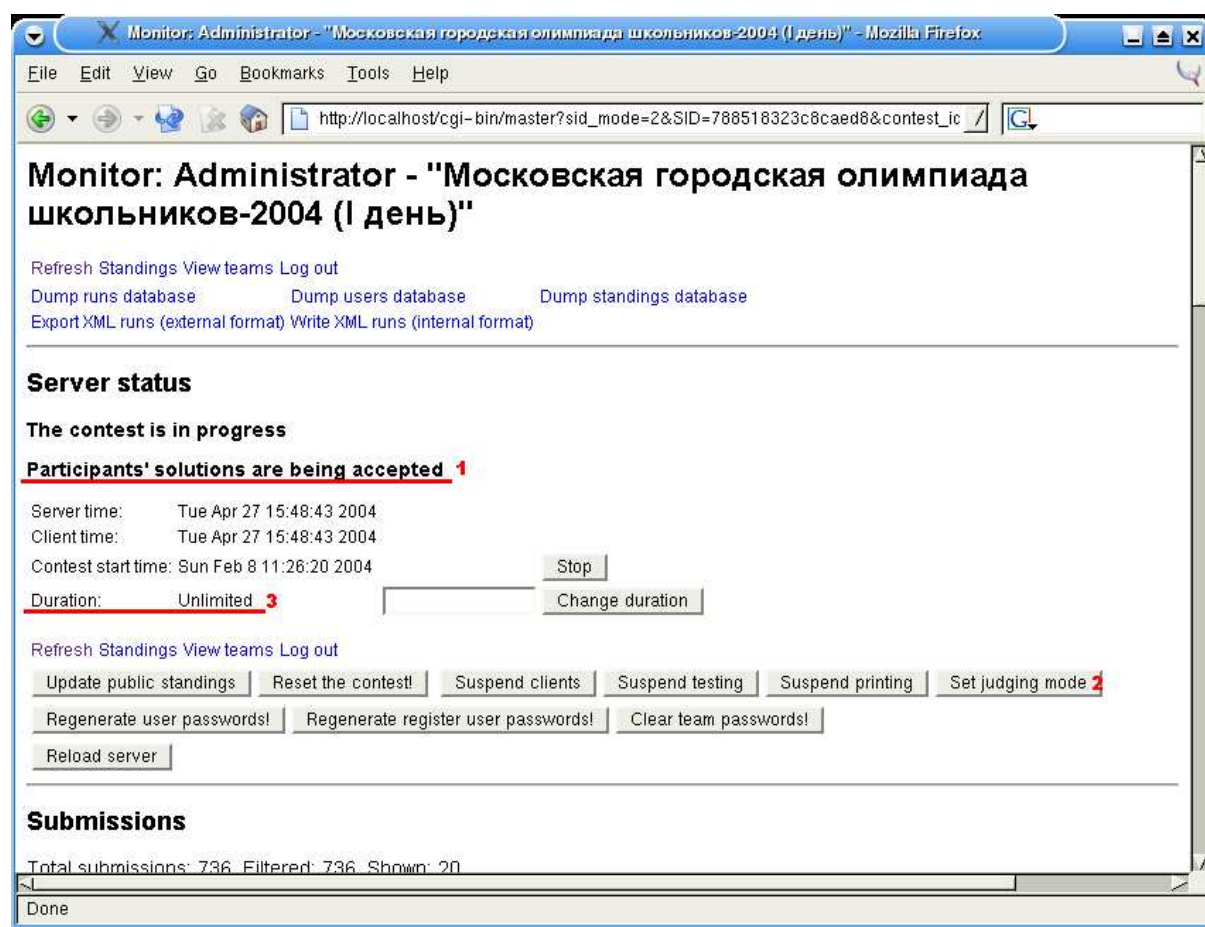 Monitor: Administrator - "Московская городская олимпиада школьников-2004 (I день)" - Mozilla Firefox
File Edit View Go Bookmarks Tools Help
http://localhost/cgi-bin/master?sid_mode=2&SID=788518323c8caed8&contest_ic
Monitor: Administrator - "Московская городская олимпиада
школьников-2004 (I день)"
Refresh Standings View teams Log out
Dump runs database Dump users database Dump standings database
Export XML runs (external format) Write XML runs (internal format)
Server status
The contest is in progress
Participants' solutions are being accepted 1
Server time: Tue Apr 27 15:48:43 2004
Client time: Tue Apr 27 15:48:43 2004
Contest start time: Sun Feb 8 11:26:20 2004 Stop
Duration: Unlimited 3 Change duration
Refresh Standings View teams Log out
Update public standings Reset the contest! Suspend clients Suspend testing Suspend printing Set judging mode 2
Regenerate user passwords! Regenerate register user passwords! Clear team passwords!
Reload server
Submissions
Total submissions: 736 Filtered: 736 Shown: 20
Done